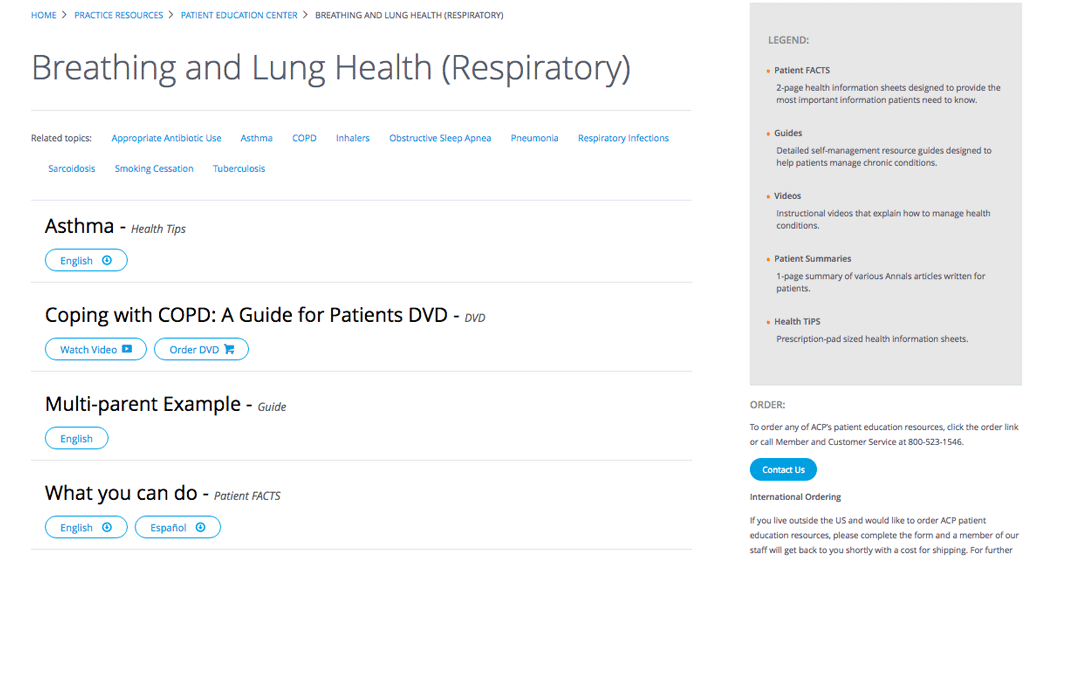 HOME > PRACTICE RESOURCES > PATIENT EDUCATION CENTER > BREATHING AND LUNG HEALTH (RESPIRATORY)
Breathing and Lung Health (Respiratory)
Related topics: Appropriate Antibiotic Use Asthma COPD Inhalers Obstructive Sleep Apnea Pneumonia Respiratory Infections
Sarcoidosis Smoking Cessation Tuberculosis
Asthma - Health Tips
English
Coping with COPD: A Guide for Patients DVD - DVD
Watch Video Order DVD
Multi-parent Example - Guide
English
What you can do - Patient FACTS
English Español
LEGEND:
Patient FACTS
2-page health information sheets designed to provide the
most important information patients need to know.
Guides
Detailed self-management resource guides designed to
help patients manage chronic conditions.
Videos
Instructional videos that explain how to manage health
conditions.
Patient Summaries
1-page summary of various Annals articles written for
patients.
Health TiPS
Prescription-pad sized health information sheets.
ORDER:
To order any of ACP's patient education resources, click the order link
or call Member and Customer Service at 800-523-1546.
Contact Us
International Ordering
If you live outside the US and would like to order ACP patient
education resources, please complete the form and a member of our
staff will get back to you shortly with a cost for shipping. For further